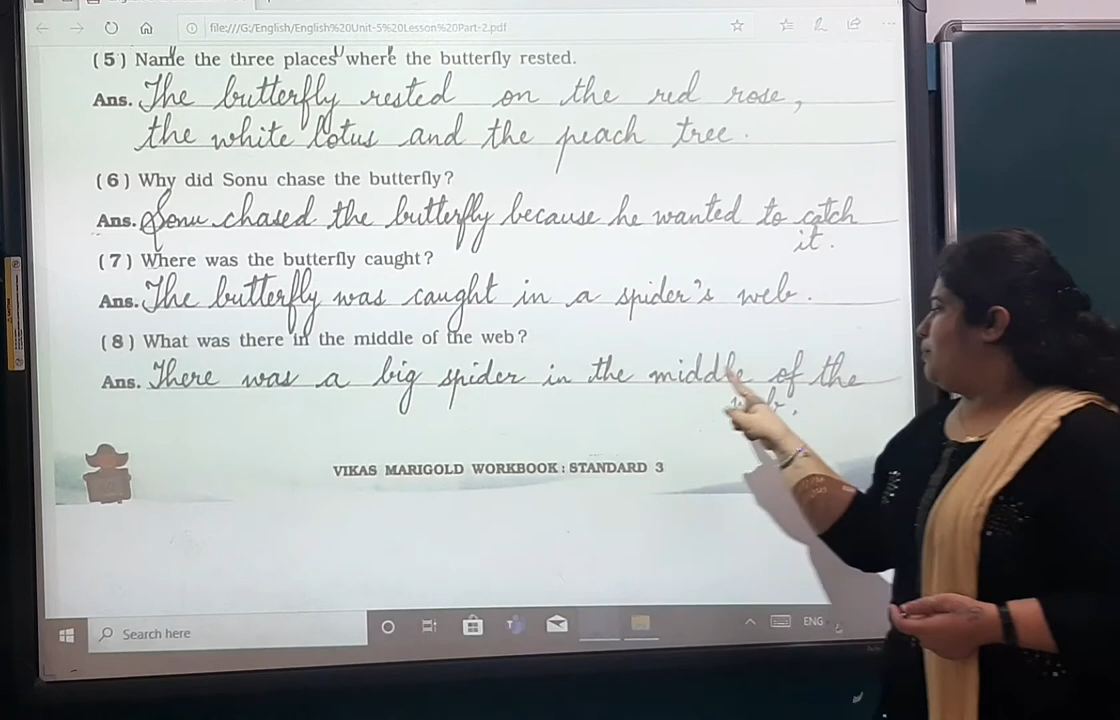 file:///G:/English/English%20Unit-5%20Lesson%20Part-2.pdf
(5) Name the three places where the butterfly rested.
Ans. The butterfly rested on the red rose,
the white lotus and the peach tree.
(6) Why did Sonu chase the butterfly?
Ans. Sonu chased the butterfly because he wanted to catch
it.
(7) Where was the butterfly caught?
Ans. The butterfly was caught in a spider's web.
(8) What was there in the middle of the web?
Ans. There was a big spider in the middle of the
VIKAS MARIGOLD WORKBOOK : STANDARD 3
Search here
ENG